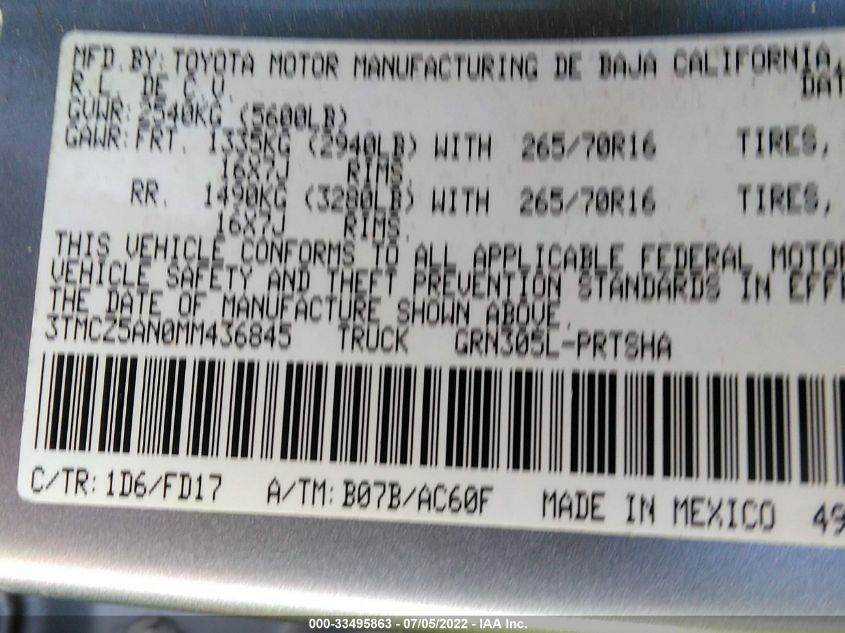 MFD. BY: TOYOTA MOTOR MANUFACTURING DE BAJA CALIFORNIA,
R.L. DE C.V. DAT
GVWR: 2540KG (5600LB)
GAWR: FRT. 1335KG (2940LB) WITH 265/70R16 TIRES,
16X7J RIMS.
RR. 1490KG (3280LB) WITH 265/70R16 TIRES,
16X7J RIMS.
THIS VEHICLE CONFORMS TO ALL APPLICABLE FEDERAL MOTOR
VEHICLE SAFETY AND THEFT PREVENTION STANDARDS IN EFFE
THE DATE OF MANUFACTURE SHOWN ABOVE.
3TMCZ5AN0MM436845 TRUCK GRN305L-PRTSHA
C/TR: 1D6/FD17 A/TM: B07B/AC60F MADE IN MEXICO 49
000-33495863 - 07/05/2022 - IAA Inc.